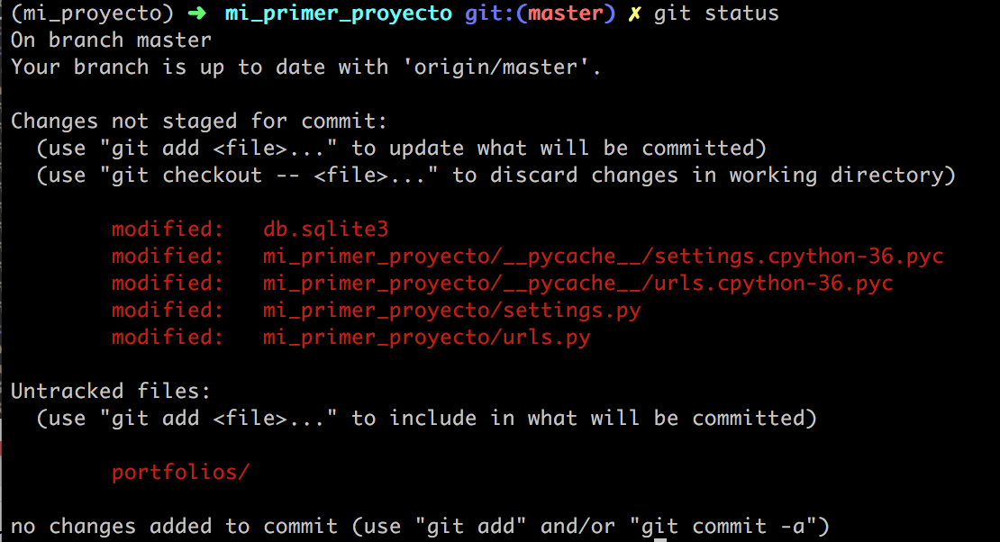 (mi_proyecto) ➜  mi_primer_proyecto git:(master) ✗ git status
On branch master
Your branch is up to date with 'origin/master'.

Changes not staged for commit:
  (use "git add <file>..." to update what will be committed)
  (use "git checkout -- <file>..." to discard changes in working directory)

        modified:   db.sqlite3
        modified:   mi_primer_proyecto/__pycache__/settings.cpython-36.pyc
        modified:   mi_primer_proyecto/__pycache__/urls.cpython-36.pyc
        modified:   mi_primer_proyecto/settings.py
        modified:   mi_primer_proyecto/urls.py

Untracked files:
  (use "git add <file>..." to include in what will be committed)

        portfolios/

no changes added to commit (use "git add" and/or "git commit -a")